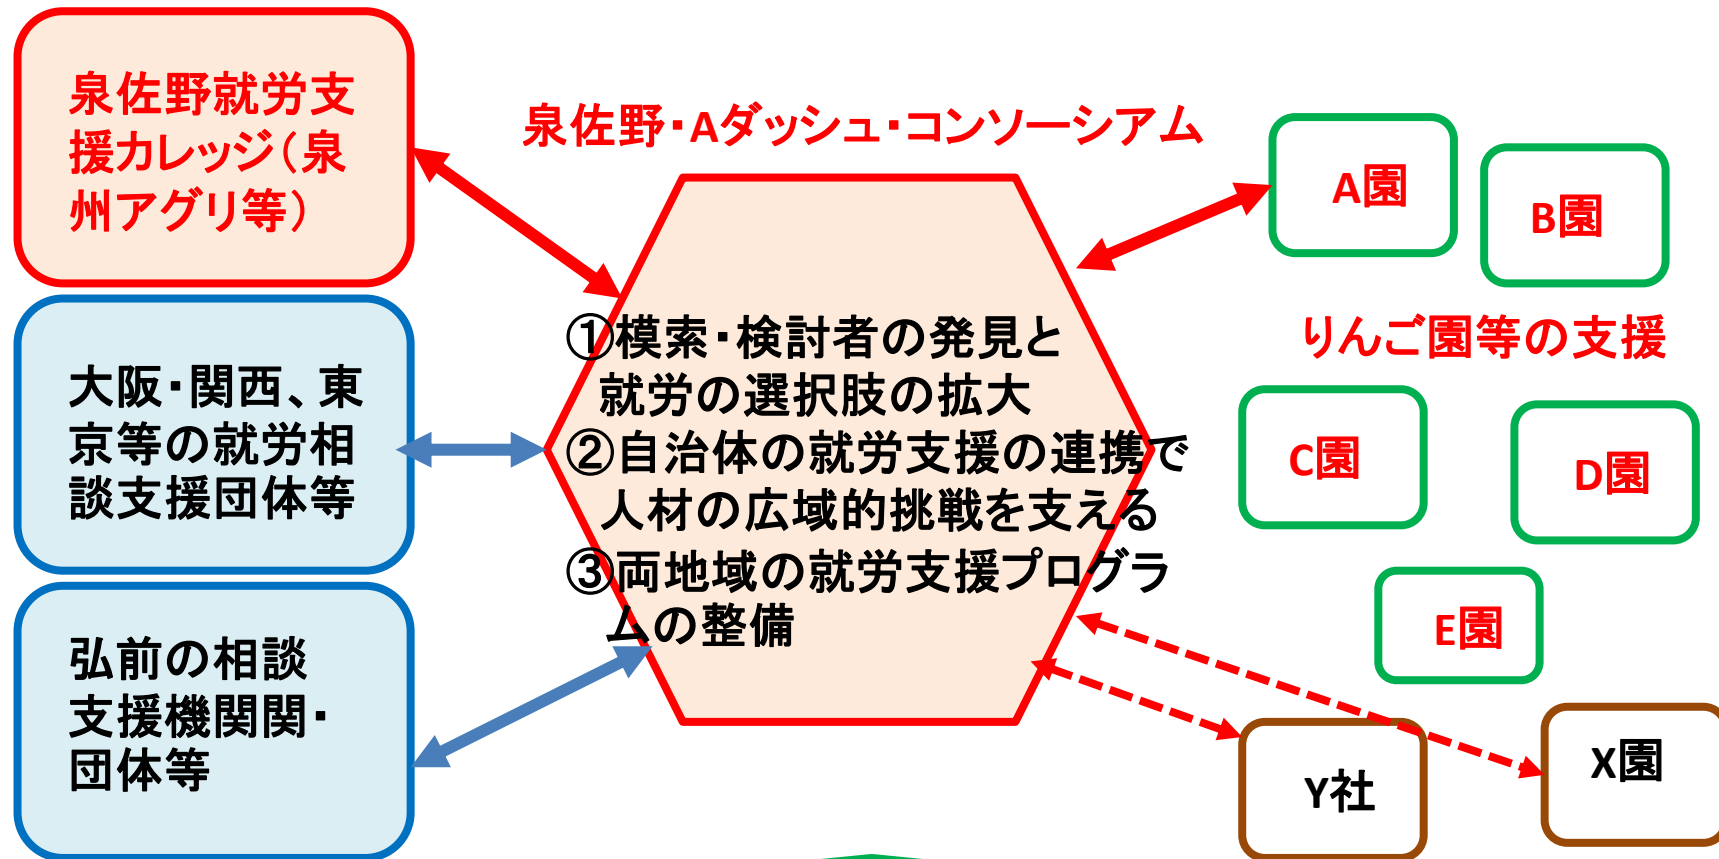 泉佐野就労支
援カレッジ（泉
州アグリ等）
大阪・関西、東
京等の就労相
談支援団体等
弘前の相談
支援機関関・
団体等
泉佐野・Aダッシュ・コンソーシアム
①模索・検討者の発見と
就労の選択肢の拡大
②自治体の就労支援の連携で
人材の広域的挑戦を支える
③両地域の就労支援プログラ
ムの整備
A園
B園
りんご園等の支援
C園
D園
E園
X園
Y社